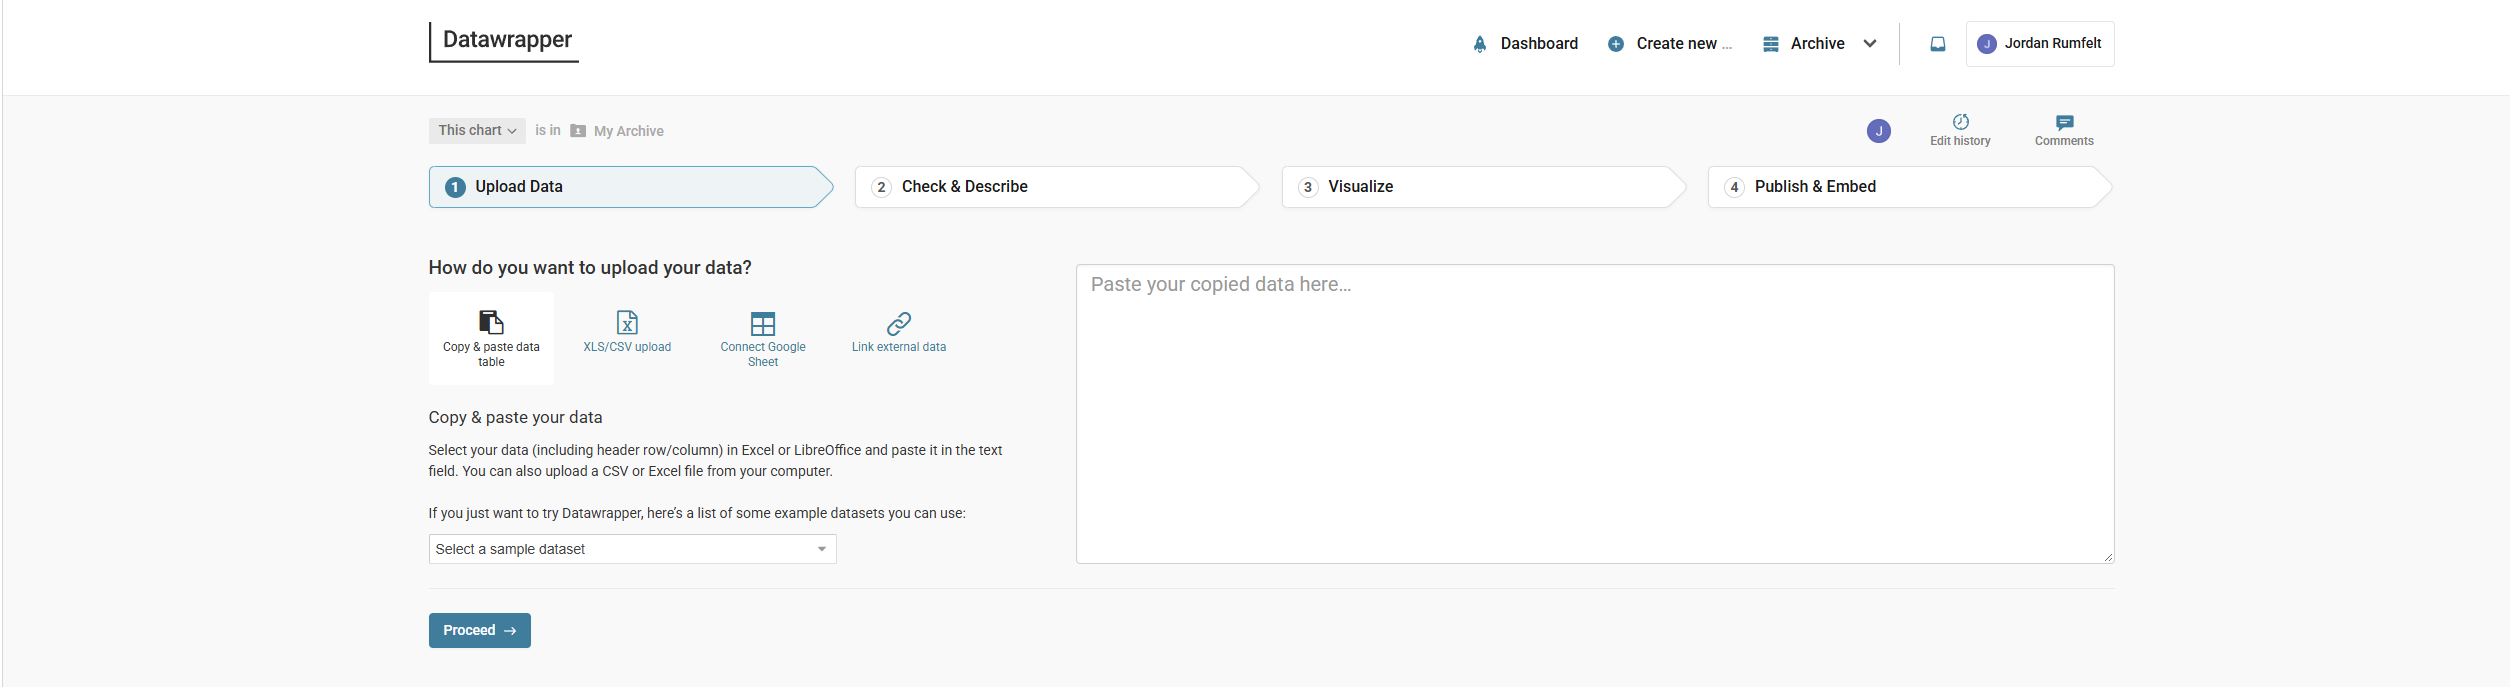 Datawrapper
Dashboard
Create new ...
Archive
J
Jordan Rumfelt
This chart
is in
My Archive
J
Edit history
Comments
1 Upload Data
2 Check & Describe
3 Visualize
4 Publish & Embed
How do you want to upload your data?
Copy & paste data
table
X
XLS/CSV upload
Connect Google
Sheet
Link external data
Paste your copied data here...
Copy & paste your data
Select your data (including header row/column) in Excel or LibreOffice and paste it in the text
field. You can also upload a CSV or Excel file from your computer.
If you just want to try Datawrapper, here's a list of some example datasets you can use:
Select a sample dataset
Proceed →